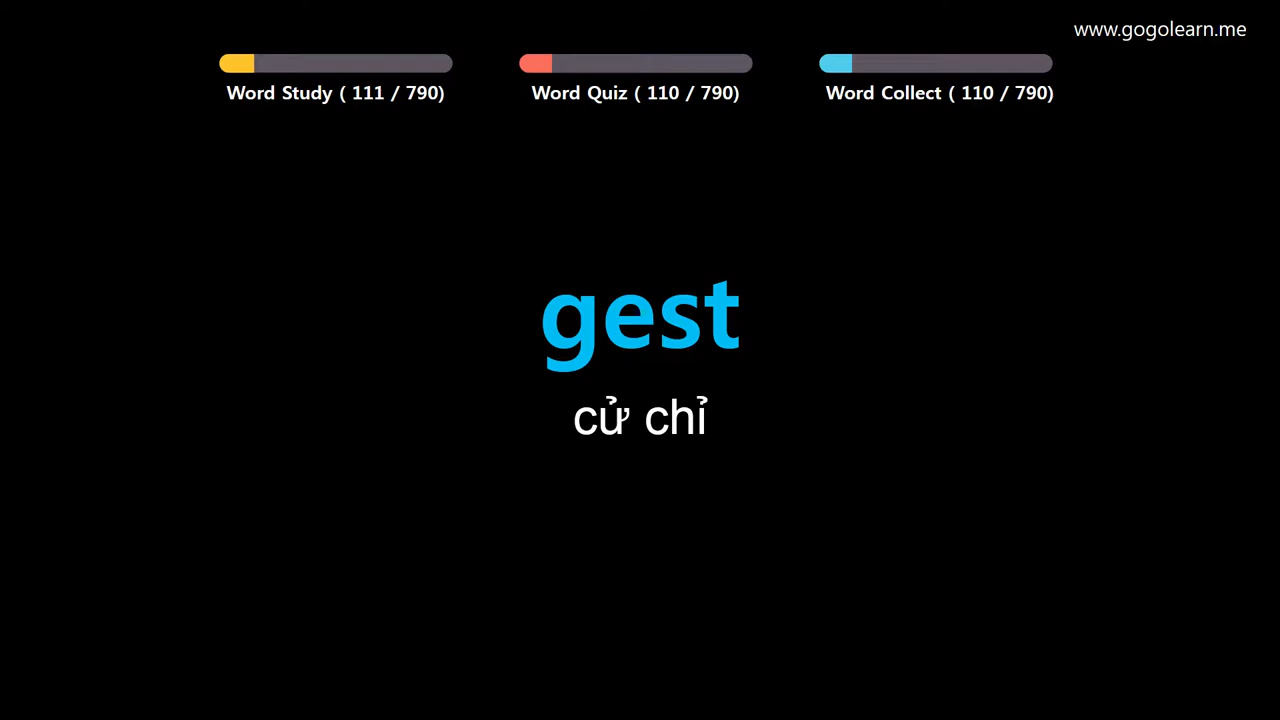 www.gogolearn.me
Word Study ( 111 / 790)
Word Quiz ( 110 / 790)
Word Collect ( 110 / 790)
gest
cử chỉ